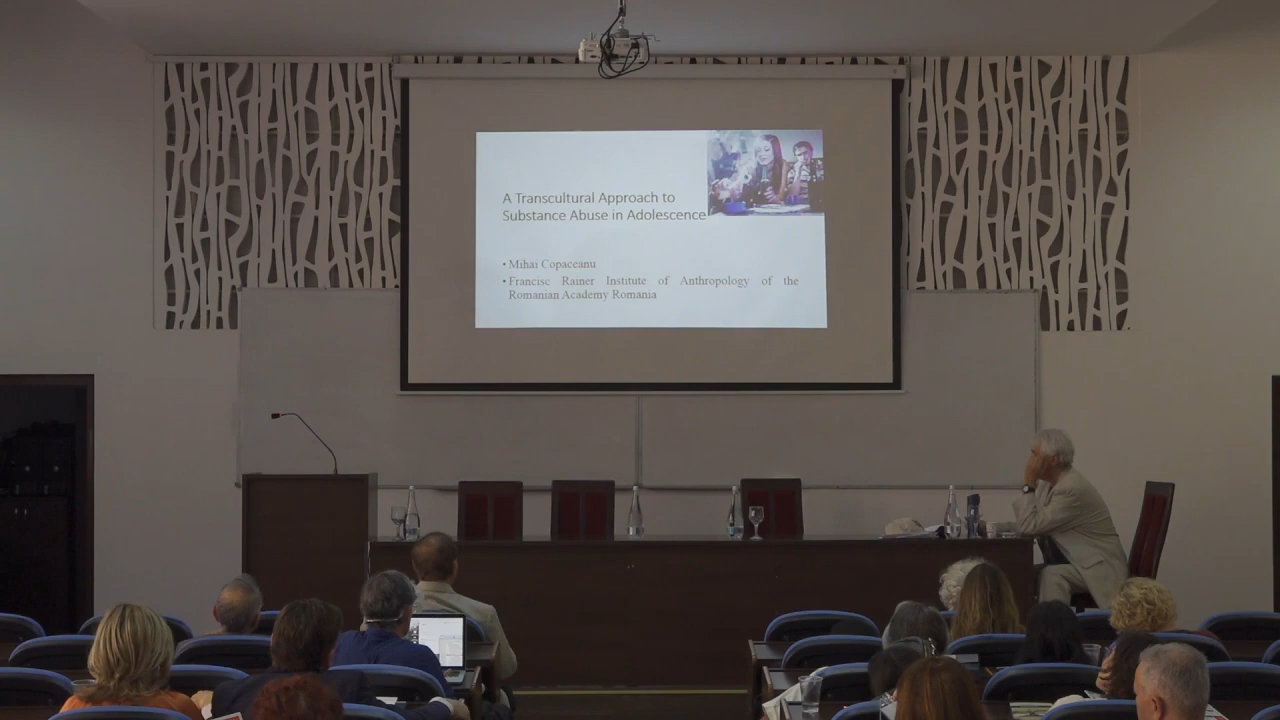 A Transcultural Approach to
Substance Abuse in Adolescence
• Mihai Copaceanu
• Francisc Rainer Institute of Anthropology of the
Romanian Academy Romania